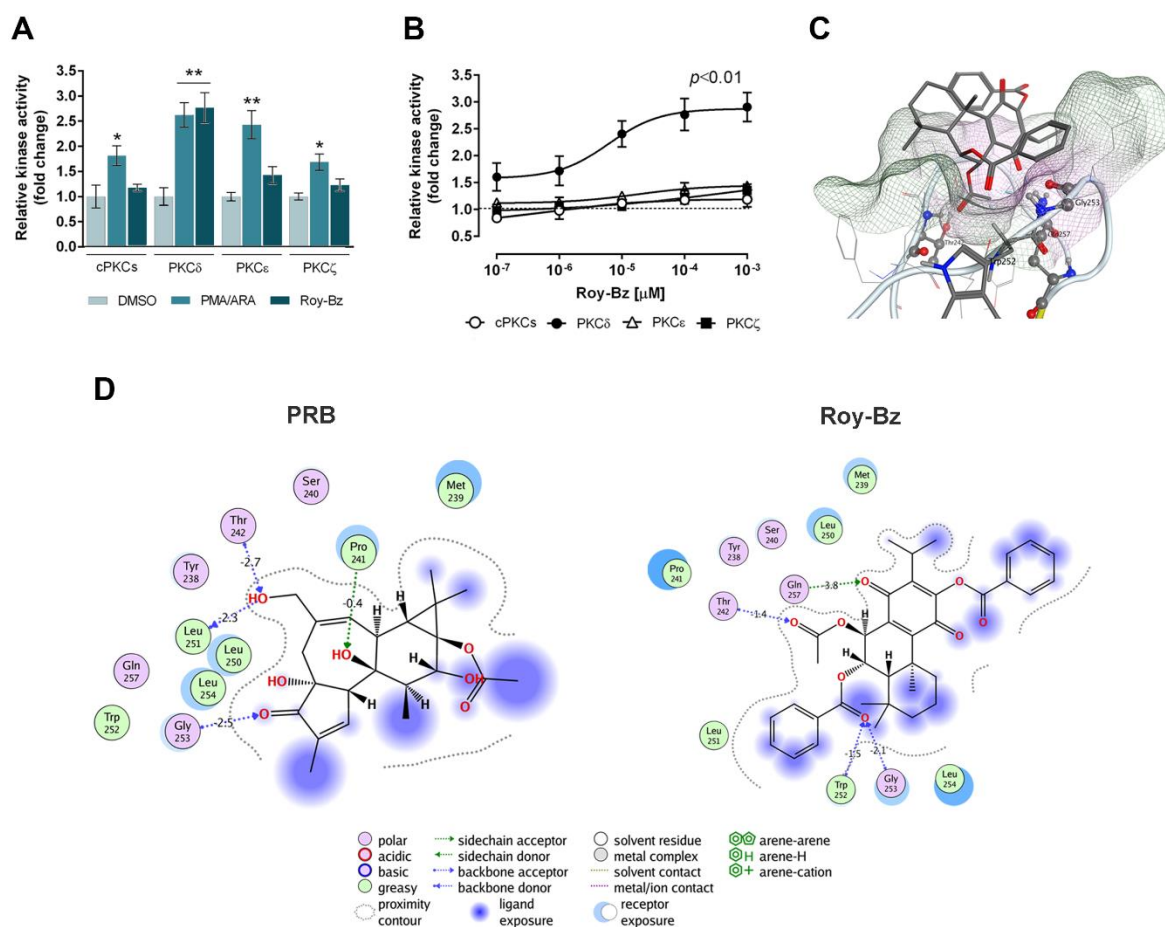 A
Relative kinase activity
(fold change)
3.5
3.0
2.5
2.0
1.5
1.0
0.5
0.0
*
**
**
*
cPKCs PKCδ PKCε PKCζ
DMSO PMA/ARA Roy-Bz
B
Relative kinase activity
(fold change)
3.5
3.0
2.5
2.0
1.5
1.0
0.5
p<0.01
10⁻⁷ 10⁻⁶ 10⁻⁵ 10⁻⁴ 10⁻³
Roy-Bz [µM]
cPKCs PKCδ PKCε PKCζ
C
Gly253
Trp252
D
PRB
Ser
240
Met
239
Thr
242
Pro
241
Tyr
238
-2.7
-0.4
HO
H
H
-2.3
Leu
251
Leu
250
HO
O
H
OH
O
Gln
257
Leu
254
HO
H
Trp
252
Gly
253
-2.5
O
Roy-Bz
Met
239
Leu
250
Ser
240
Tyr
238
Pro
241
Gln
257
-3.8
O
O
O
Thr
242
-1.4
O
O
O
H
H
O
O
Leu
251
-1.5
-2.1
Trp
252
Gly
253
Leu
254
polar
acidic
basic
greasy
proximity
contour
sidechain acceptor
sidechain donor
backbone acceptor
backbone donor
ligand
exposure
solvent residue
metal complex
solvent contact
metal/ion contact
receptor
exposure
arene-arene
H arene-H
+ arene-cation